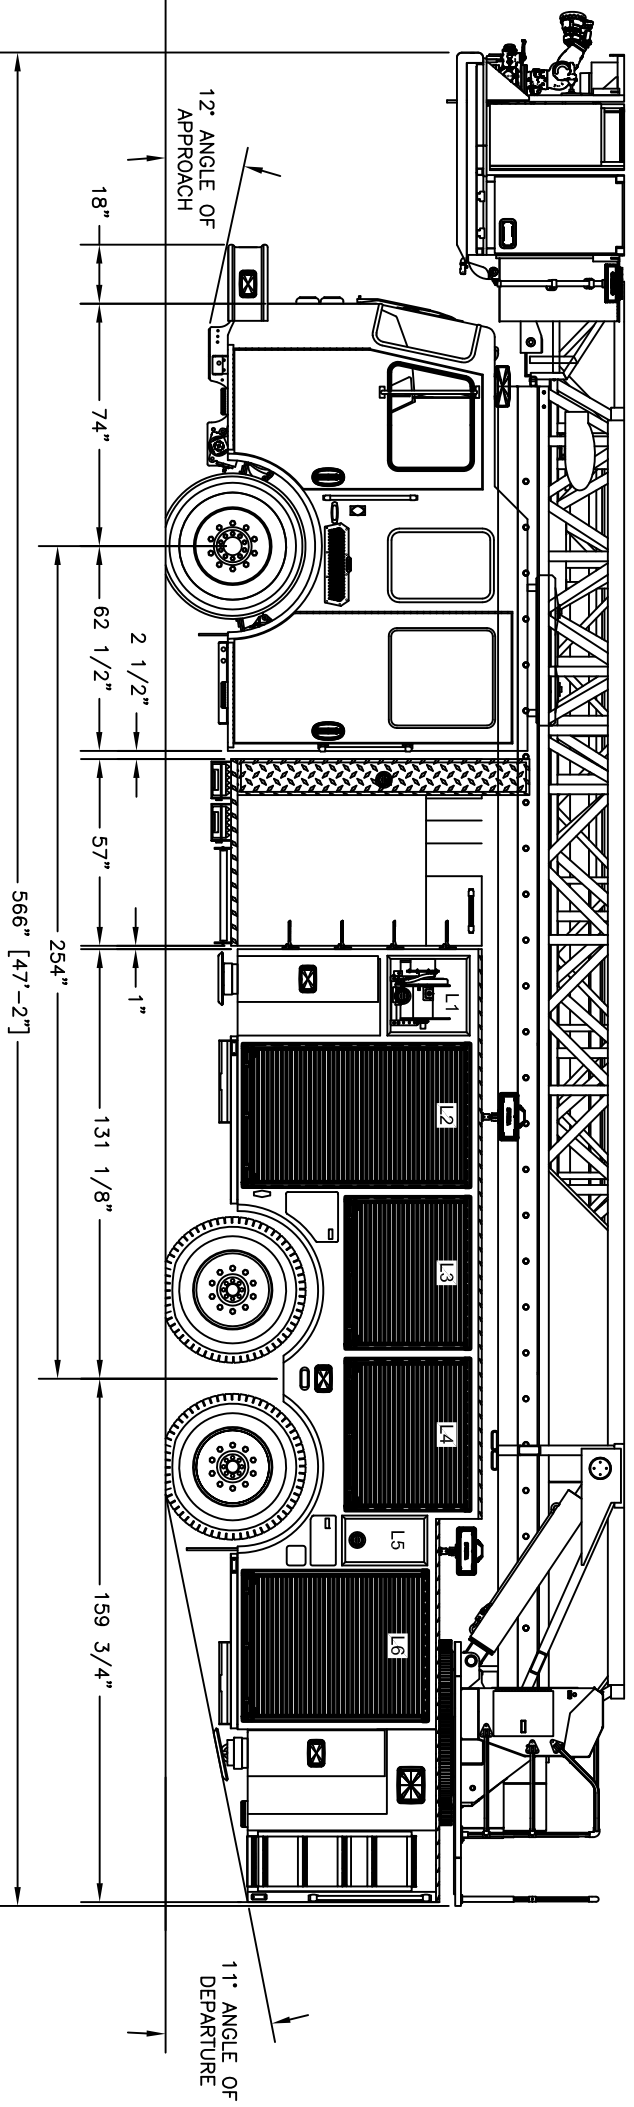 12° ANGLE OF
APPROACH
L1
L2
L3
L4
L5
L6
11° ANGLE OF
DEPARTURE
2 1/2"
1"
18"
74"
62 1/2"
57"
131 1/8"
159 3/4"
254"
566" [47'-2"]